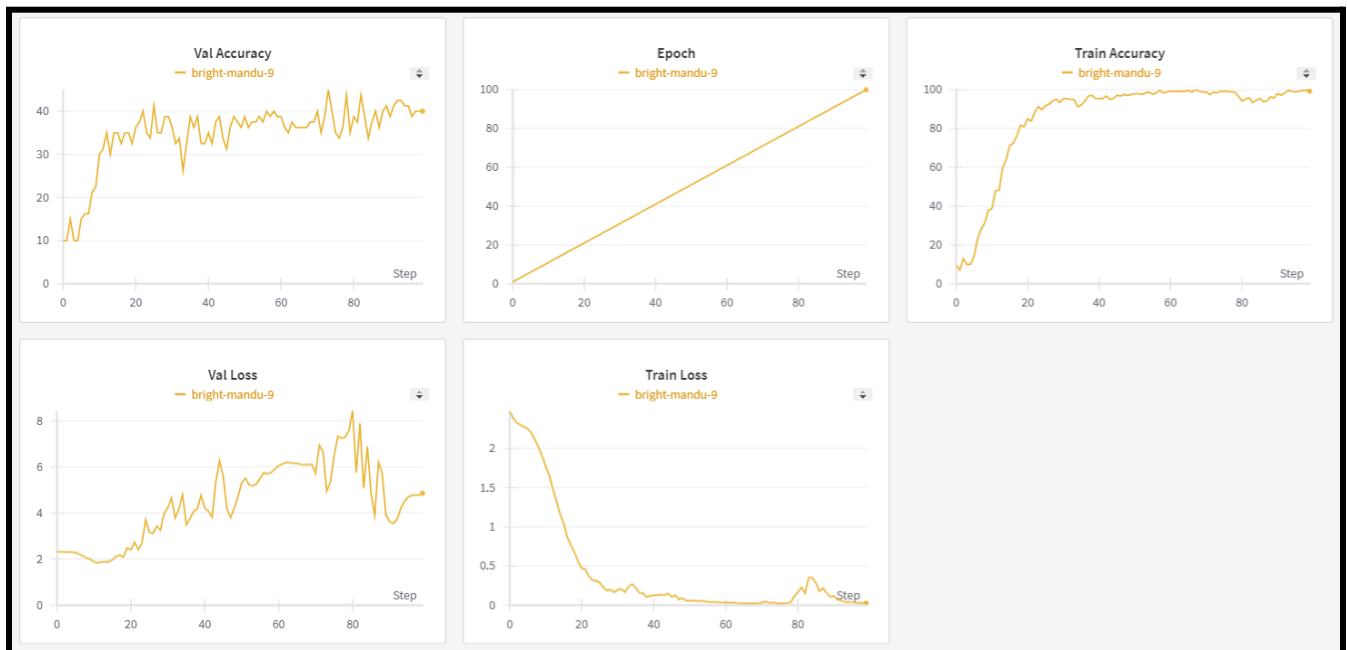 Val Accuracy
bright-mandu-9
40
30
20
10
0
0 20 40 60 80
Step
Epoch
bright-mandu-9
100
80
60
40
20
0
0 20 40 60 80
Step
Train Accuracy
bright-mandu-9
100
80
60
40
20
0
0 20 40 60 80
Step
Val Loss
bright-mandu-9
8
6
4
2
0
0 20 40 60 80
Step
Train Loss
bright-mandu-9
2
1.5
1
0.5
0
0 20 40 60 80
Step